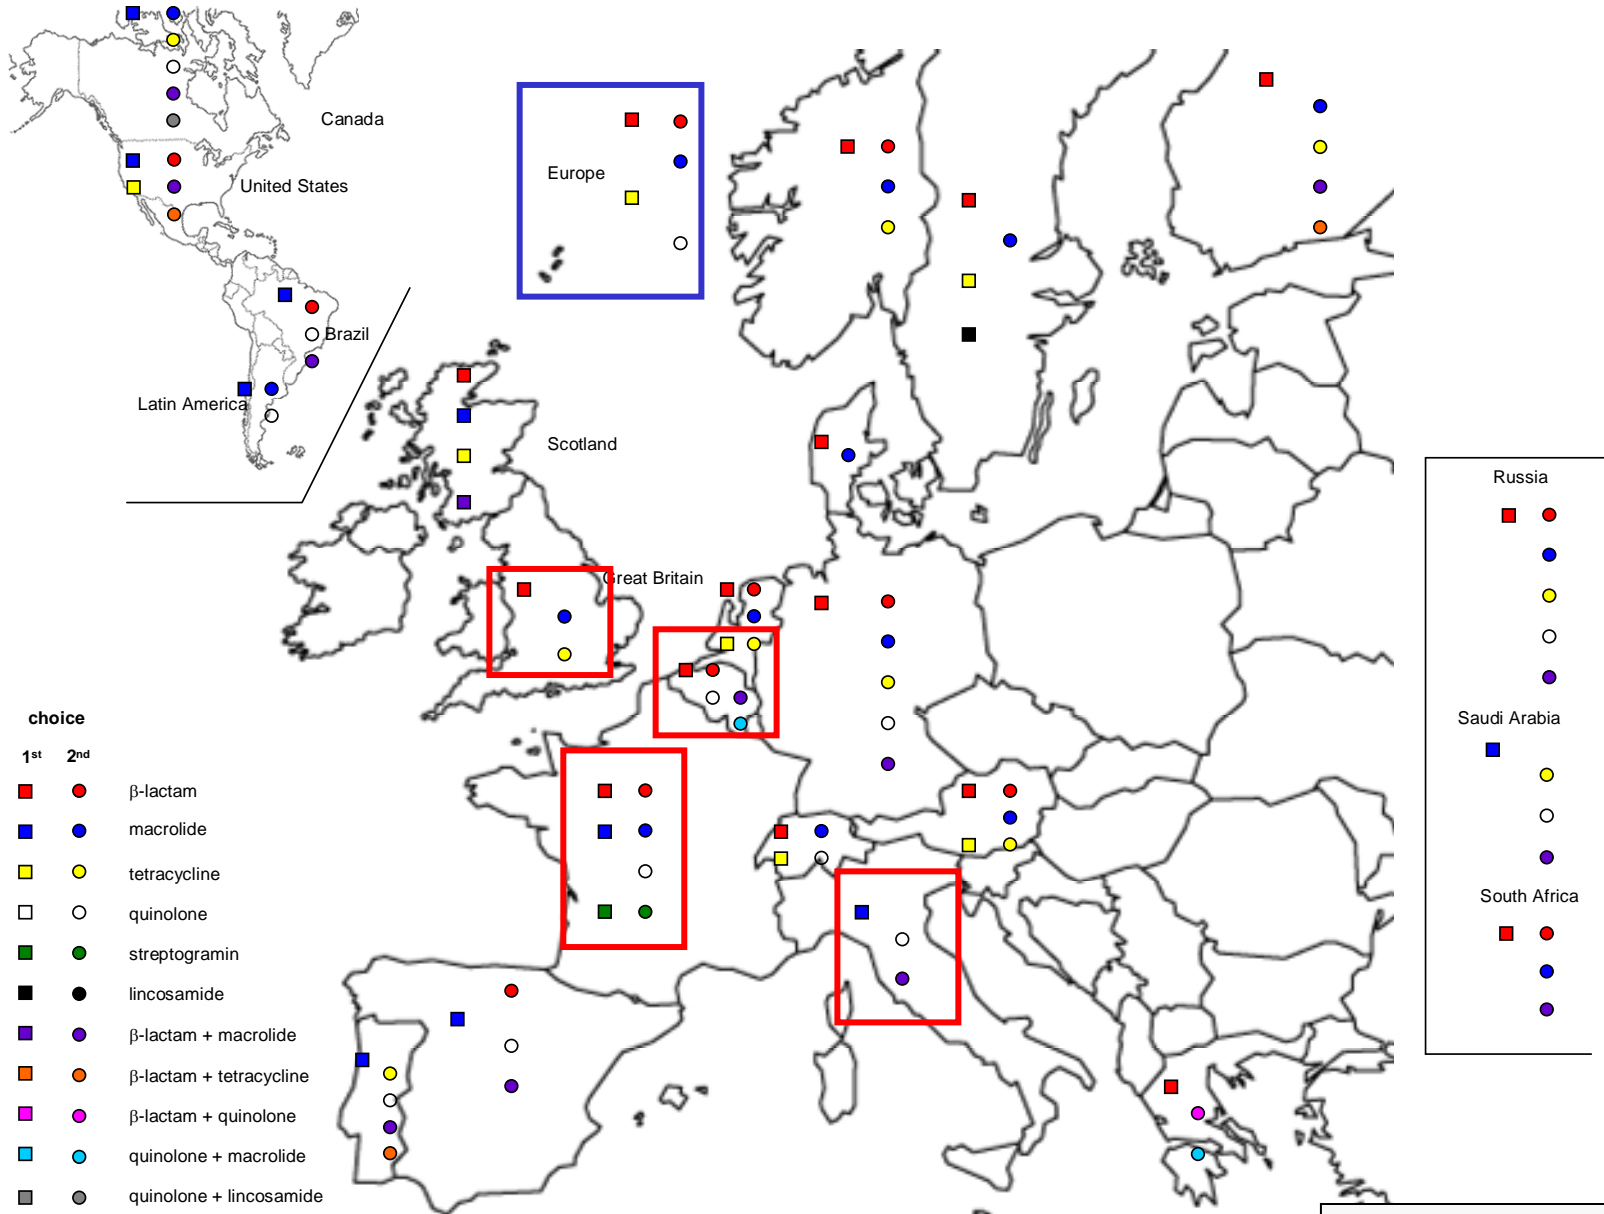 Canada
United States
Europe
Brazil
Latin America
Scotland
Great Britain
Russia
Saudi Arabia
South Africa
choice
1st 2nd
β-lactam
macrolide
tetracycline
quinolone
streptogramin
lincosamide
β-lactam + macrolide
β-lactam + tetracycline
β-lactam + quinolone
quinolone + macrolide
quinolone + lincosamide